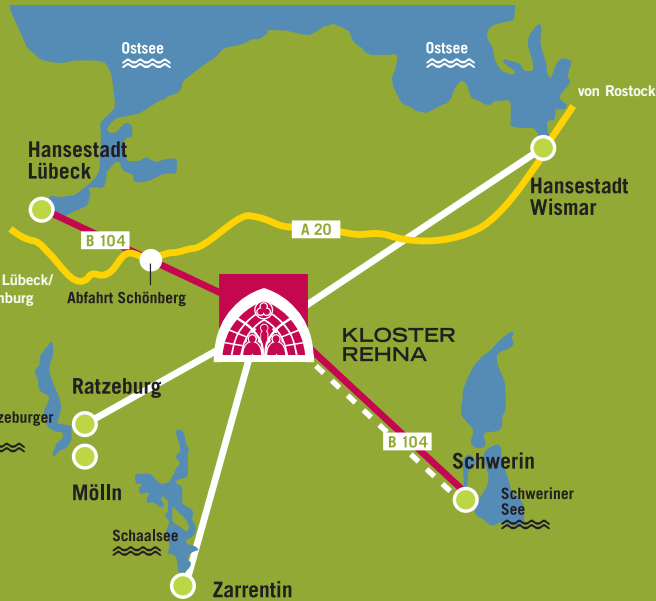 Ostsee
Ostsee
von Rostock
Hansestadt
Lübeck
Hansestadt
Wismar
B 104
A 20
Lübeck/
nburg
Abfahrt Schönberg
KLOSTER
REHNA
Ratzeburg
zeburger
B 104
Mölln
Schwerin
Schweriner
See
Schaalsee
Zarrentin